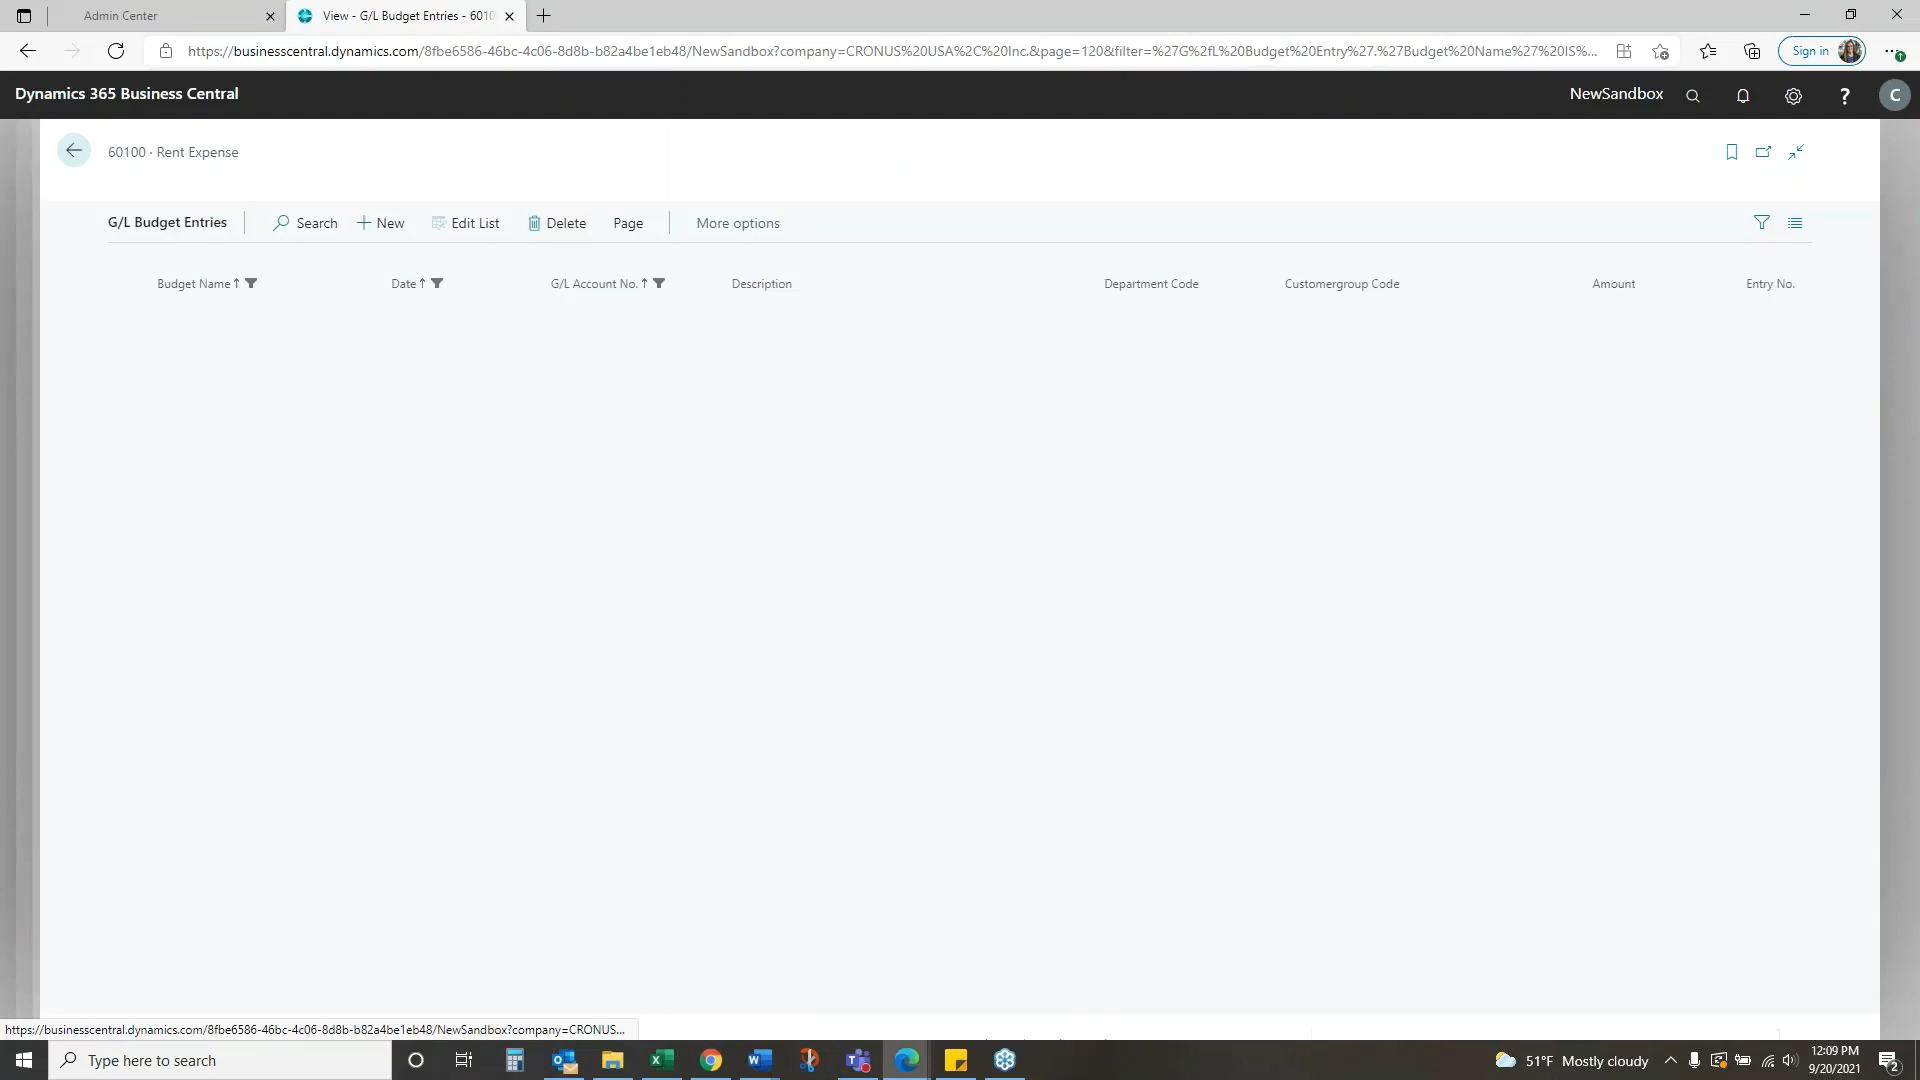 Admin Center
View - G/L Budget Entries - 6010
https://businesscentral.dynamics.com/8fbe6586-46bc-4c06-8d8b-b82a4be1eb48/NewSandbox?company=CRONUS%20USA%2C%20Inc.&page=120&filter=%27G%2fL%20Budget%20Entry%27.%27Budget%20Name%27%20IS%...
Sign in
Dynamics 365 Business Central
NewSandbox
?
C
60100 · Rent Expense
G/L Budget Entries
Search
New
Edit List
Delete
Page
More options
Budget Name↑
Date↑
G/L Account No.↑
Description
Department Code
Customergroup Code
Amount
Entry No.
https://businesscentral.dynamics.com/8fbe6586-46bc-4c06-8d8b-b82a4be1eb48/NewSandbox?company=CRONUS...
Type here to search
51°F Mostly cloudy
12:09 PM
9/20/2021
2